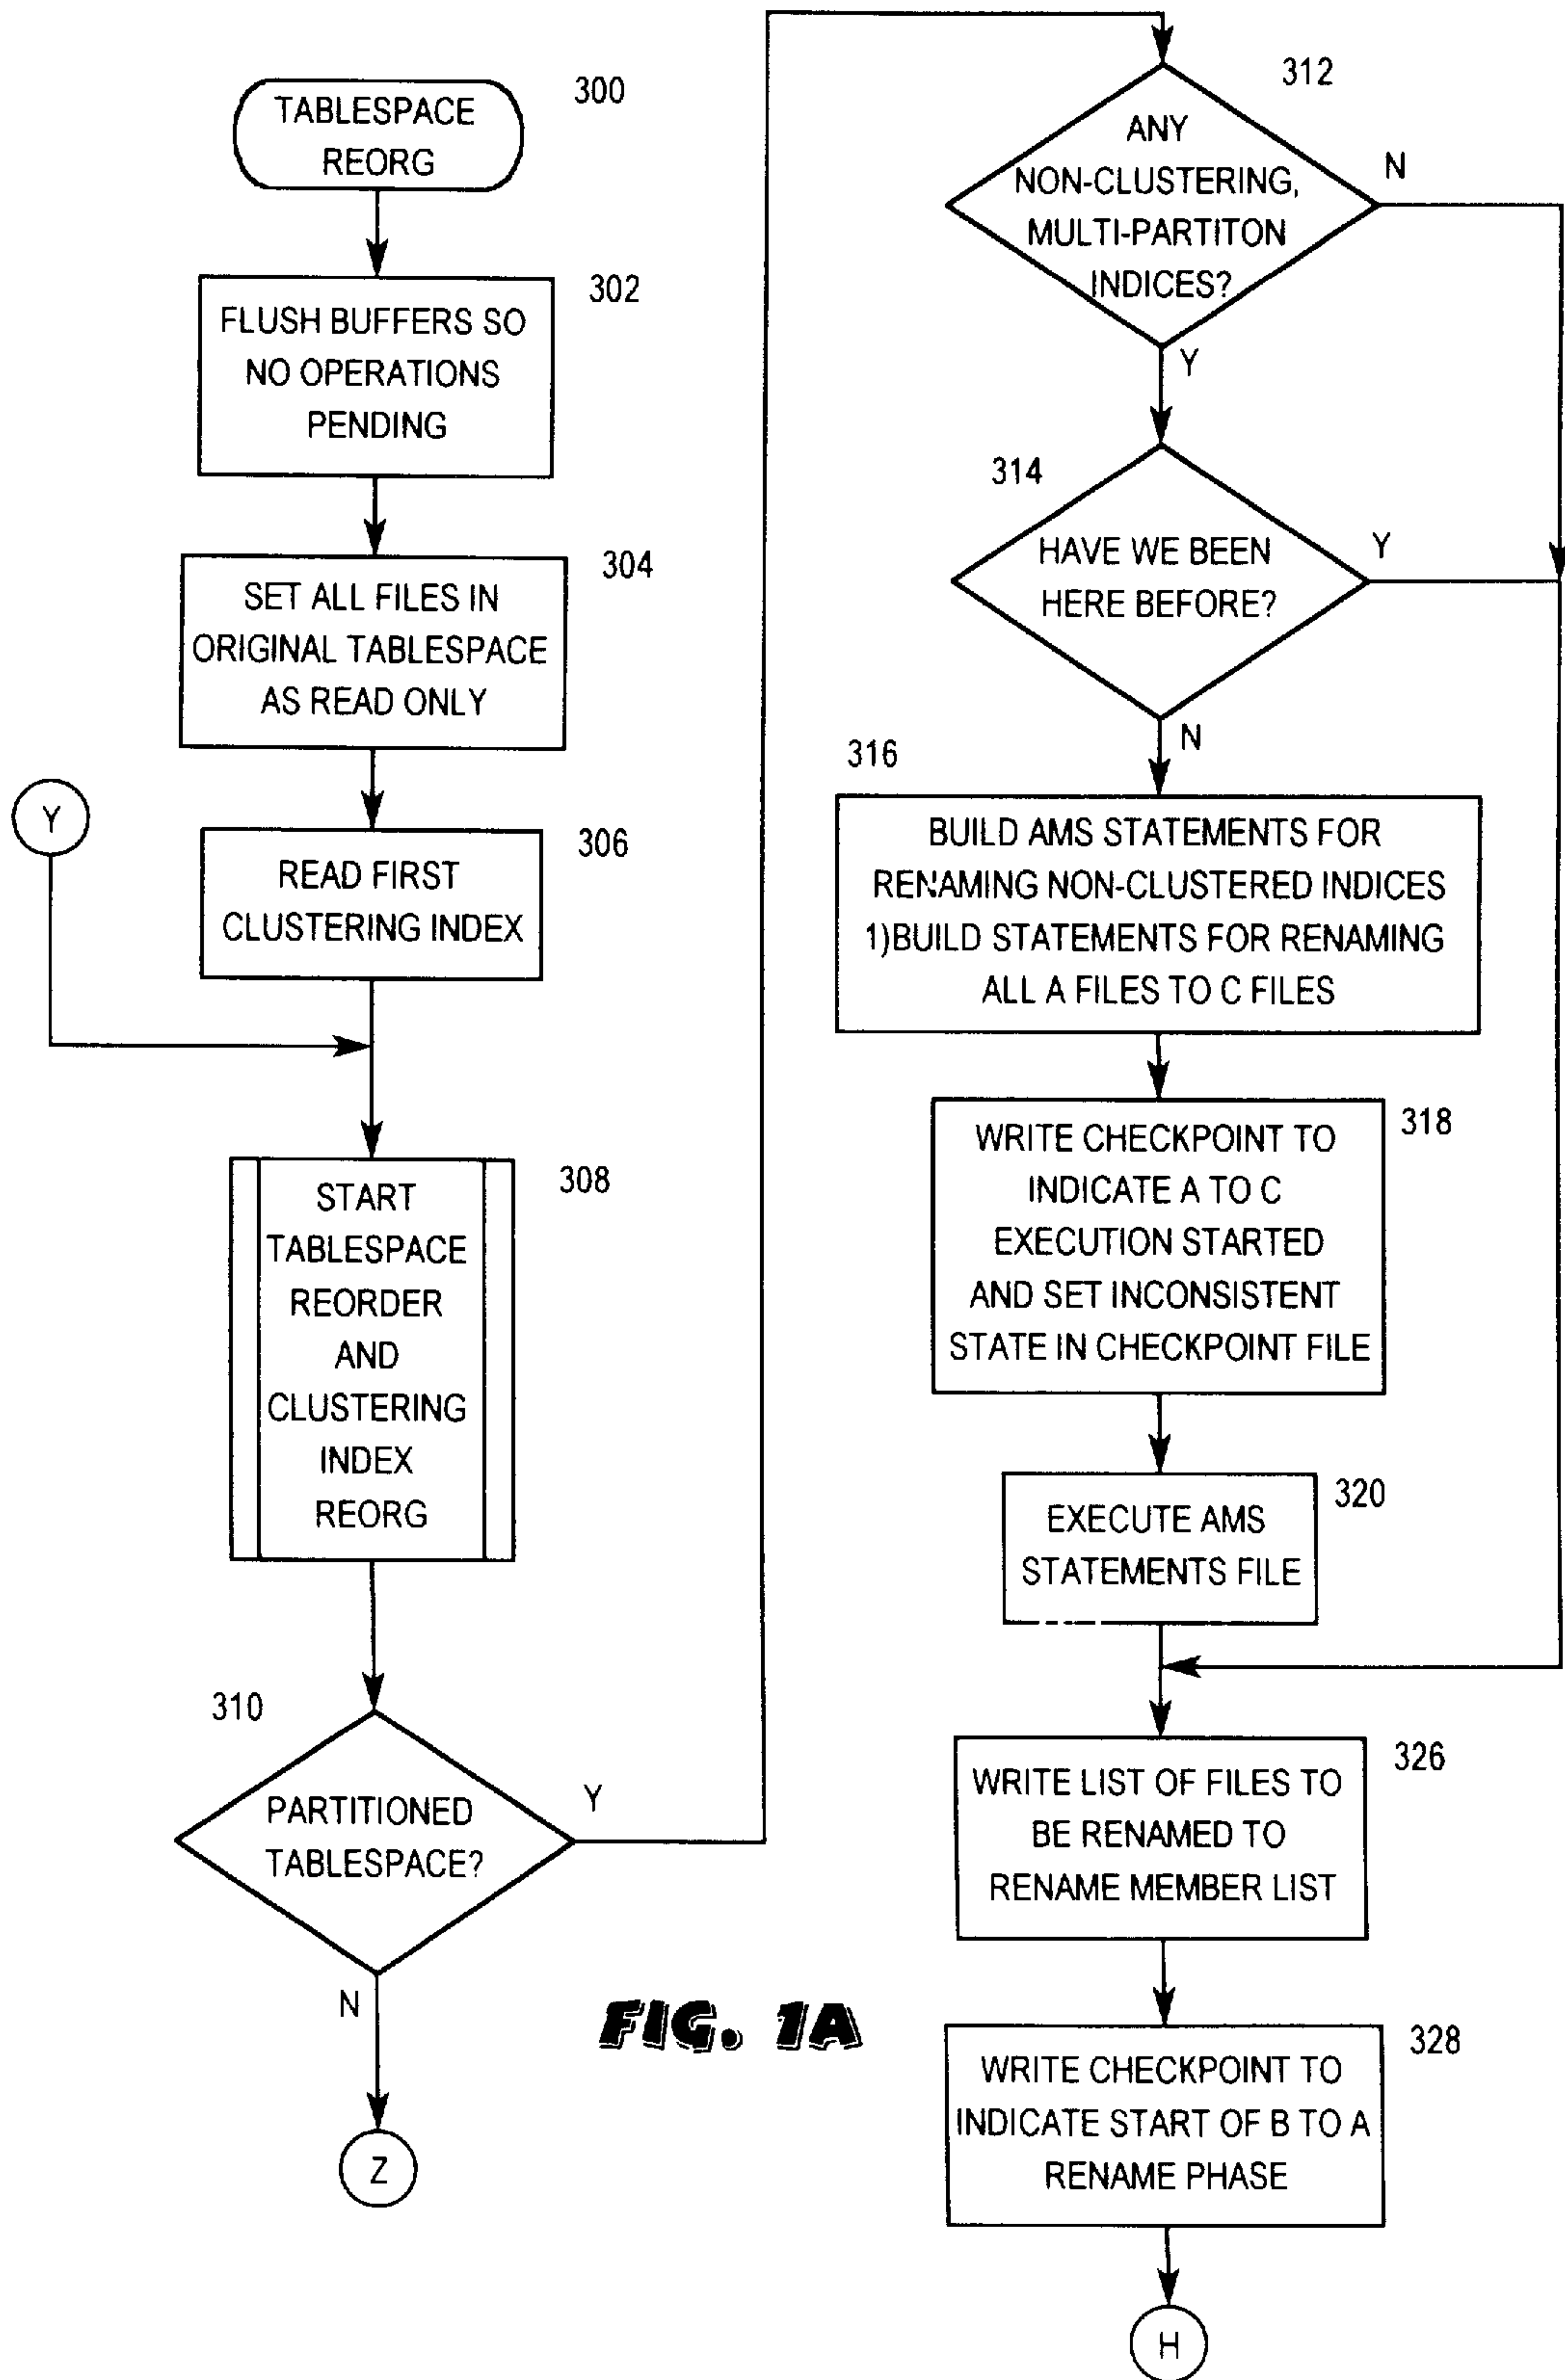 300
TABLESPACE
REORG
302
FLUSH BUFFERS SO
NO OPERATIONS
PENDING
304
SET ALL FILES IN
ORIGINAL TABLESPACE
AS READ ONLY
Y
306
READ FIRST
CLUSTERING INDEX
308
START
TABLESPACE
REORDER
AND
CLUSTERING
INDEX
REORG
310
PARTITIONED
TABLESPACE?
Y
N
Z
312
ANY
NON-CLUSTERING,
MULTI-PARTITON
INDICES?
N
Y
314
HAVE WE BEEN
HERE BEFORE?
Y
N
316
BUILD AMS STATEMENTS FOR
RENAMING NON-CLUSTERED INDICES
1)BUILD STATEMENTS FOR RENAMING
ALL A FILES TO C FILES
318
WRITE CHECKPOINT TO
INDICATE A TO C
EXECUTION STARTED
AND SET INCONSISTENT
STATE IN CHECKPOINT FILE
320
EXECUTE AMS
STATEMENTS FILE
326
WRITE LIST OF FILES TO
BE RENAMED TO
RENAME MEMBER LIST
328
WRITE CHECKPOINT TO
INDICATE START OF B TO A
RENAME PHASE
H
FIG. 1A